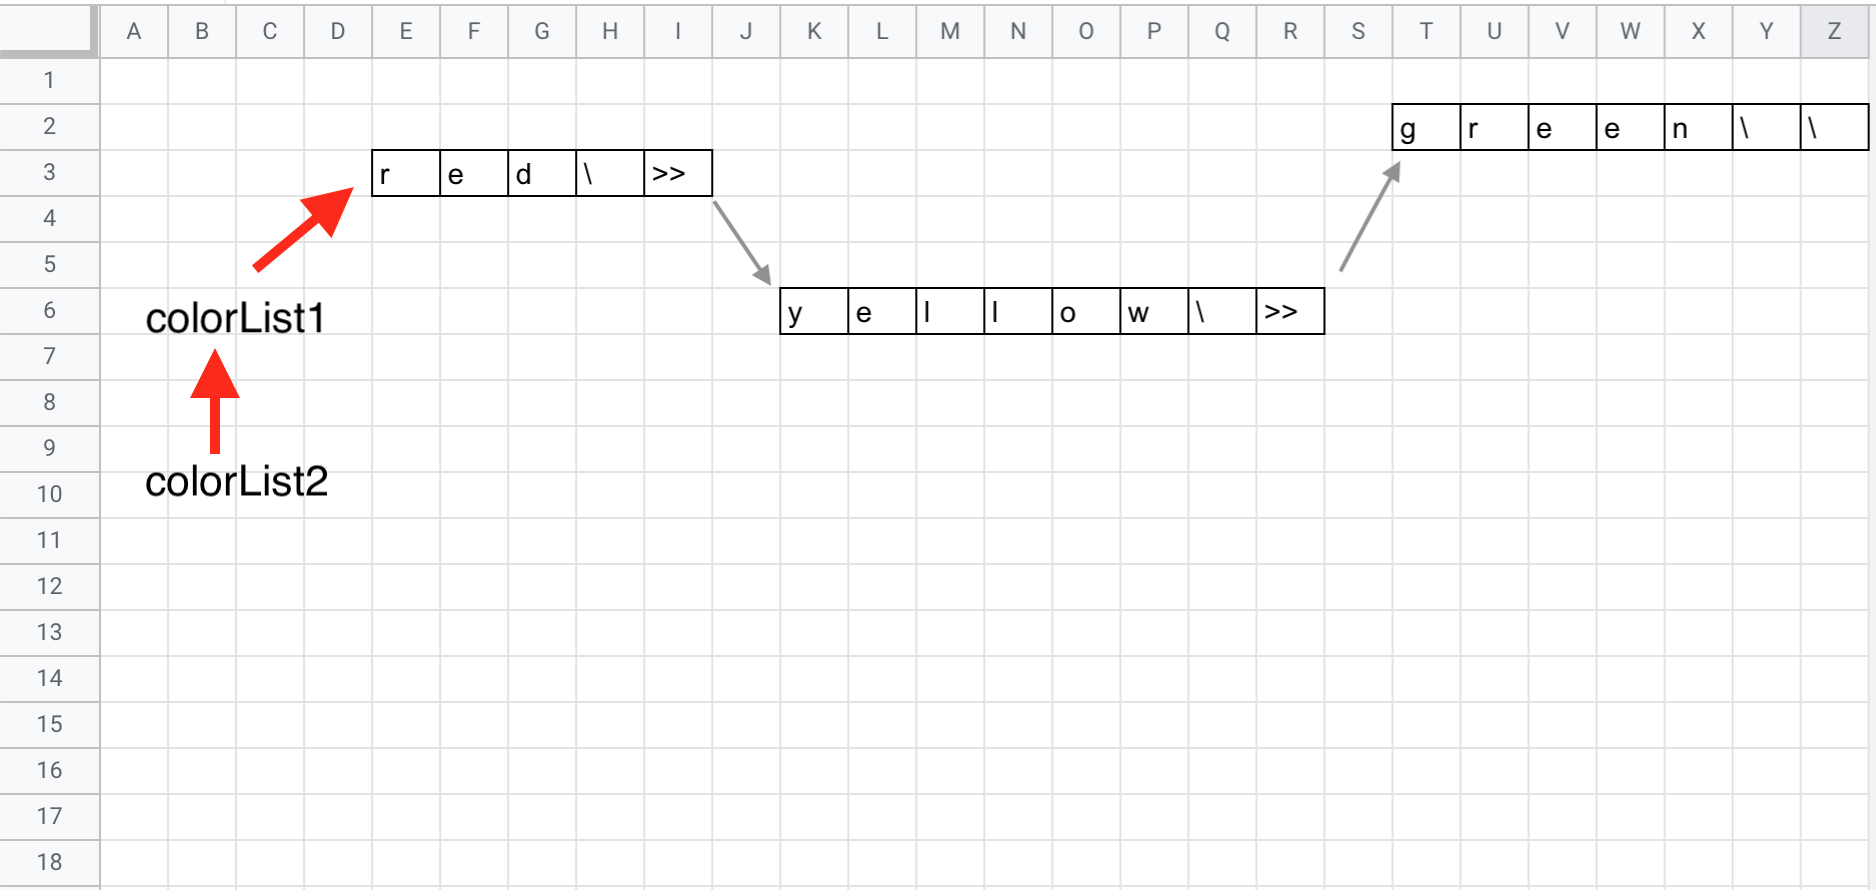 A B C D E F G H I J K L M N O P Q R S T U V W X Y Z
1
2 g r e e n \ \
3 r e d \ >>
4
5
6 colorList1 y e l l o w \ >>
7
8
9
10 colorList2
11
12
13
14
15
16
17
18